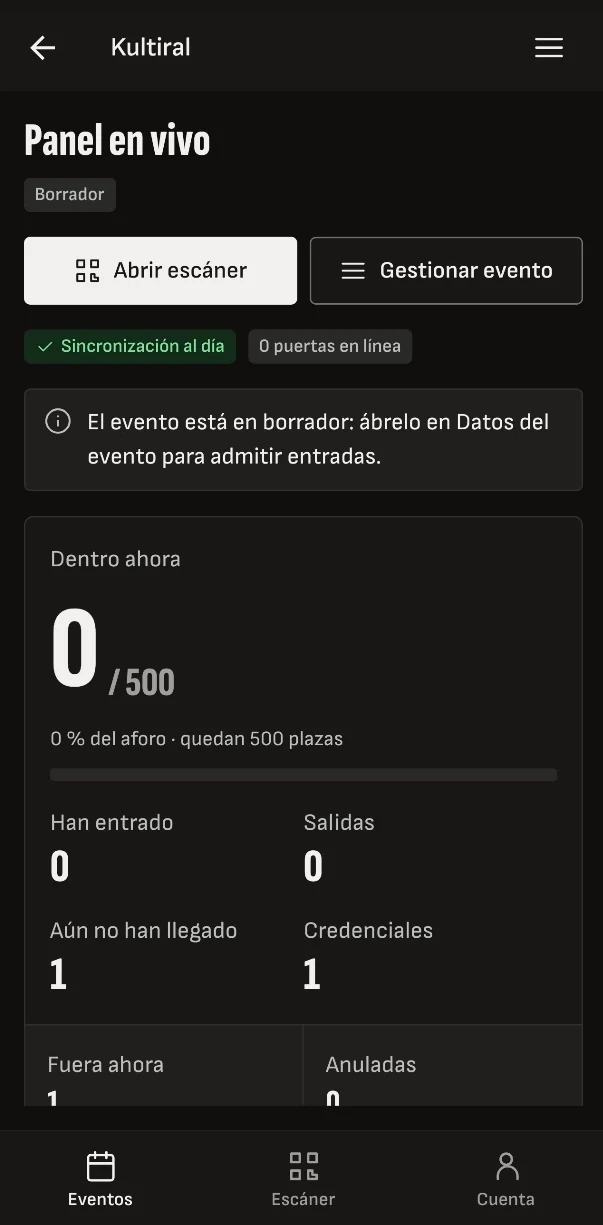 Kultiral
Panel en vivo
Borrador
Abrir escáner
Gestionar evento
Sincronización al día
0 puertas en línea
El evento está en borrador: ábrelo en Datos del
evento para admitir entradas.
Dentro ahora
0 / 500
0 % del aforo · quedan 500 plazas
Han entrado
0
Salidas
0
Aún no han llegado
1
Credenciales
1
Fuera ahora
1
Anuladas
0
Eventos
Escáner
Cuenta